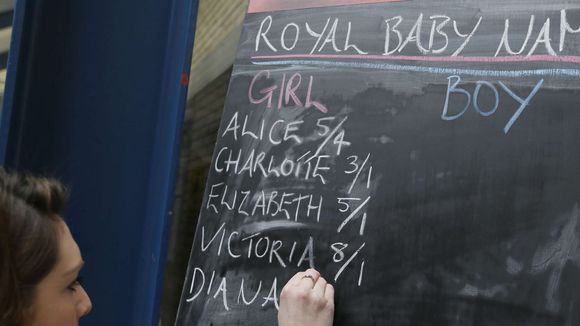 ROYAL BABY NAM
GIRL BOY
ALICE 5/4
CHARLOTTE 3/1
ELIZABETH 5/1
VICTORIA 8/1
DIANA